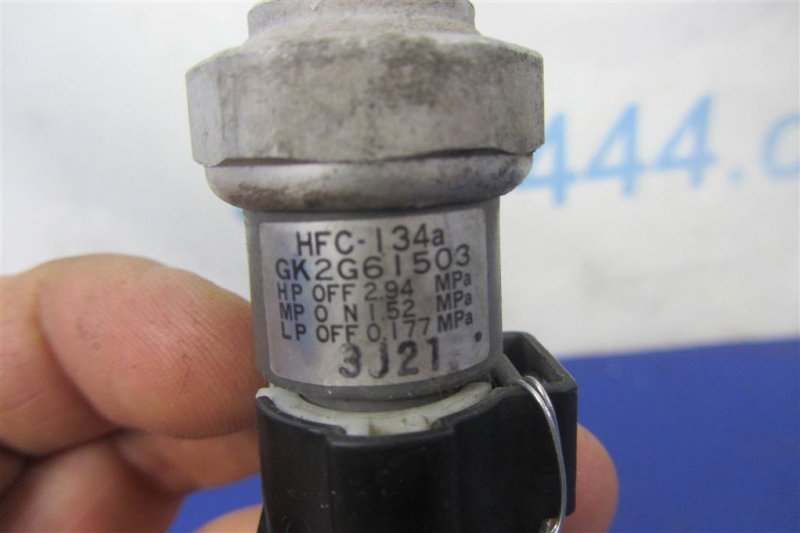 HFC-134a
GK2G61503
HP OFF 2.94 MPa
MP O N 1.52 MPa
LP OFF 0.177 MPa
3J21
444.c